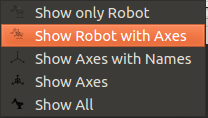 Show only Robot
Show Robot with Axes
Show Axes with Names
Show Axes
Show All